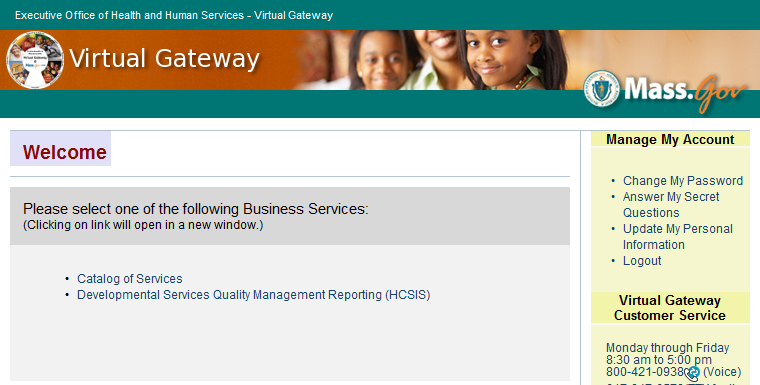 Executive Office of Health and Human Services - Virtual Gateway
Virtual Gateway
Mass.Gov
Welcome
Please select one of the following Business Services:
(Clicking on link will open in a new window.)
• Catalog of Services
• Developmental Services Quality Management Reporting (HCSIS)
Manage My Account
• Change My Password
• Answer My Secret
Questions
• Update My Personal
Information
• Logout
Virtual Gateway
Customer Service
Monday through Friday
8:30 am to 5:00 pm
800-421-0938 (Voice)